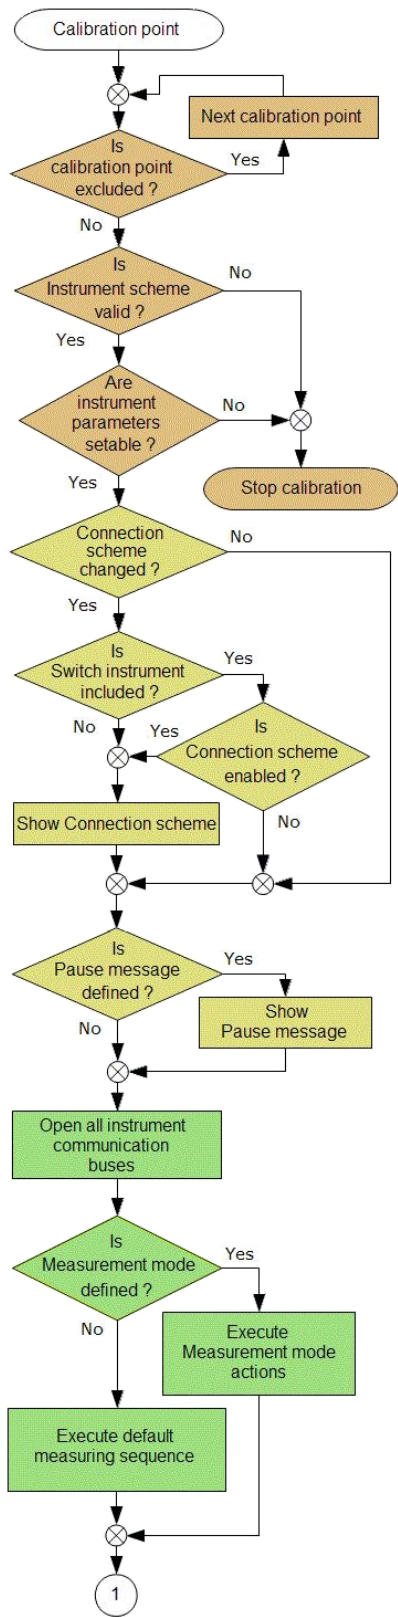 Calibration point
Next calibration point
Is
calibration point
excluded ?
Yes
No
Is
Instrument scheme
valid ?
No
Yes
Are
instrument
parameters
setable ?
No
Stop calibration
Yes
Connection
scheme
changed ?
No
Yes
Is
Switch instrument
included ?
Yes
No
Yes
Is
Connection scheme
enabled ?
Show Connection scheme
No
Is
Pause message
defined ?
Yes
Show
Pause message
No
Open all instrument
communication
buses
Is
Measurement mode
defined ?
Yes
No
Execute
Measurement mode
actions
Execute default
measuring sequence
1